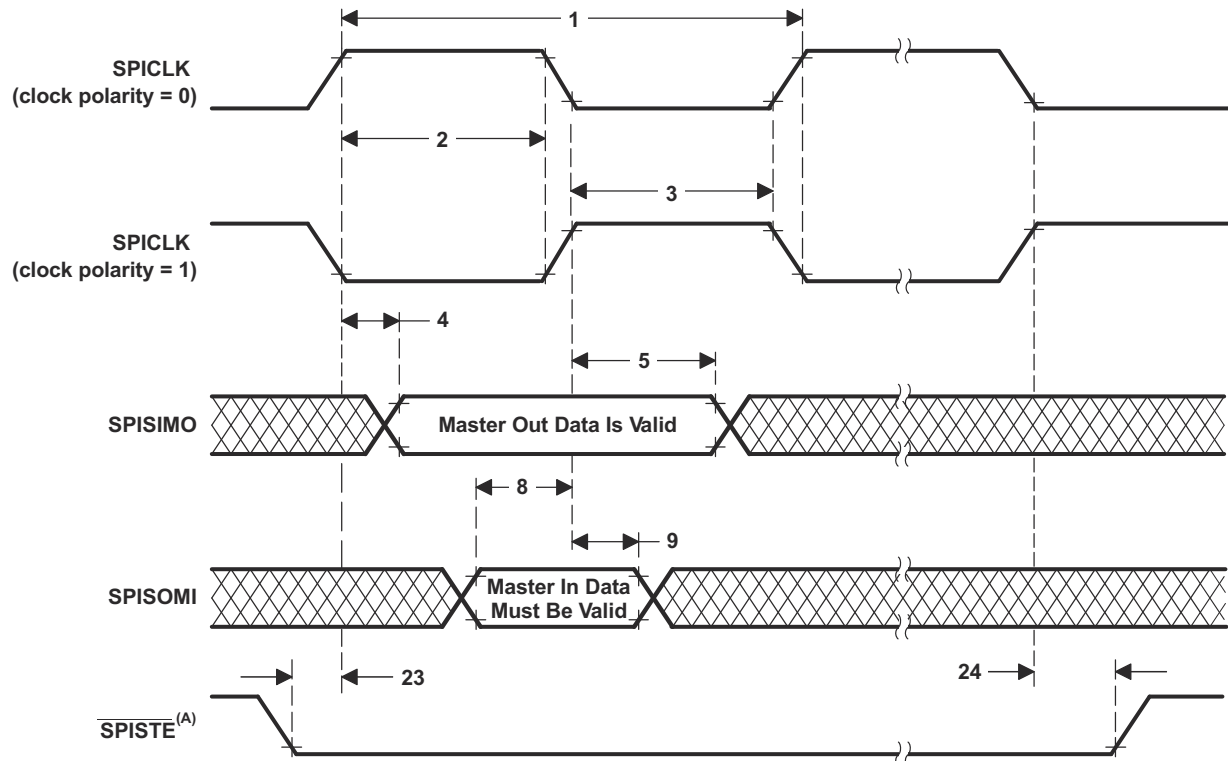 1
SPICLK
(clock polarity = 0)
2
3
SPICLK
(clock polarity = 1)
4
5
SPISIMO
Master Out Data Is Valid
8
9
SPISOMI
Master In Data
Must Be Valid
23
24
SPISTE(A)